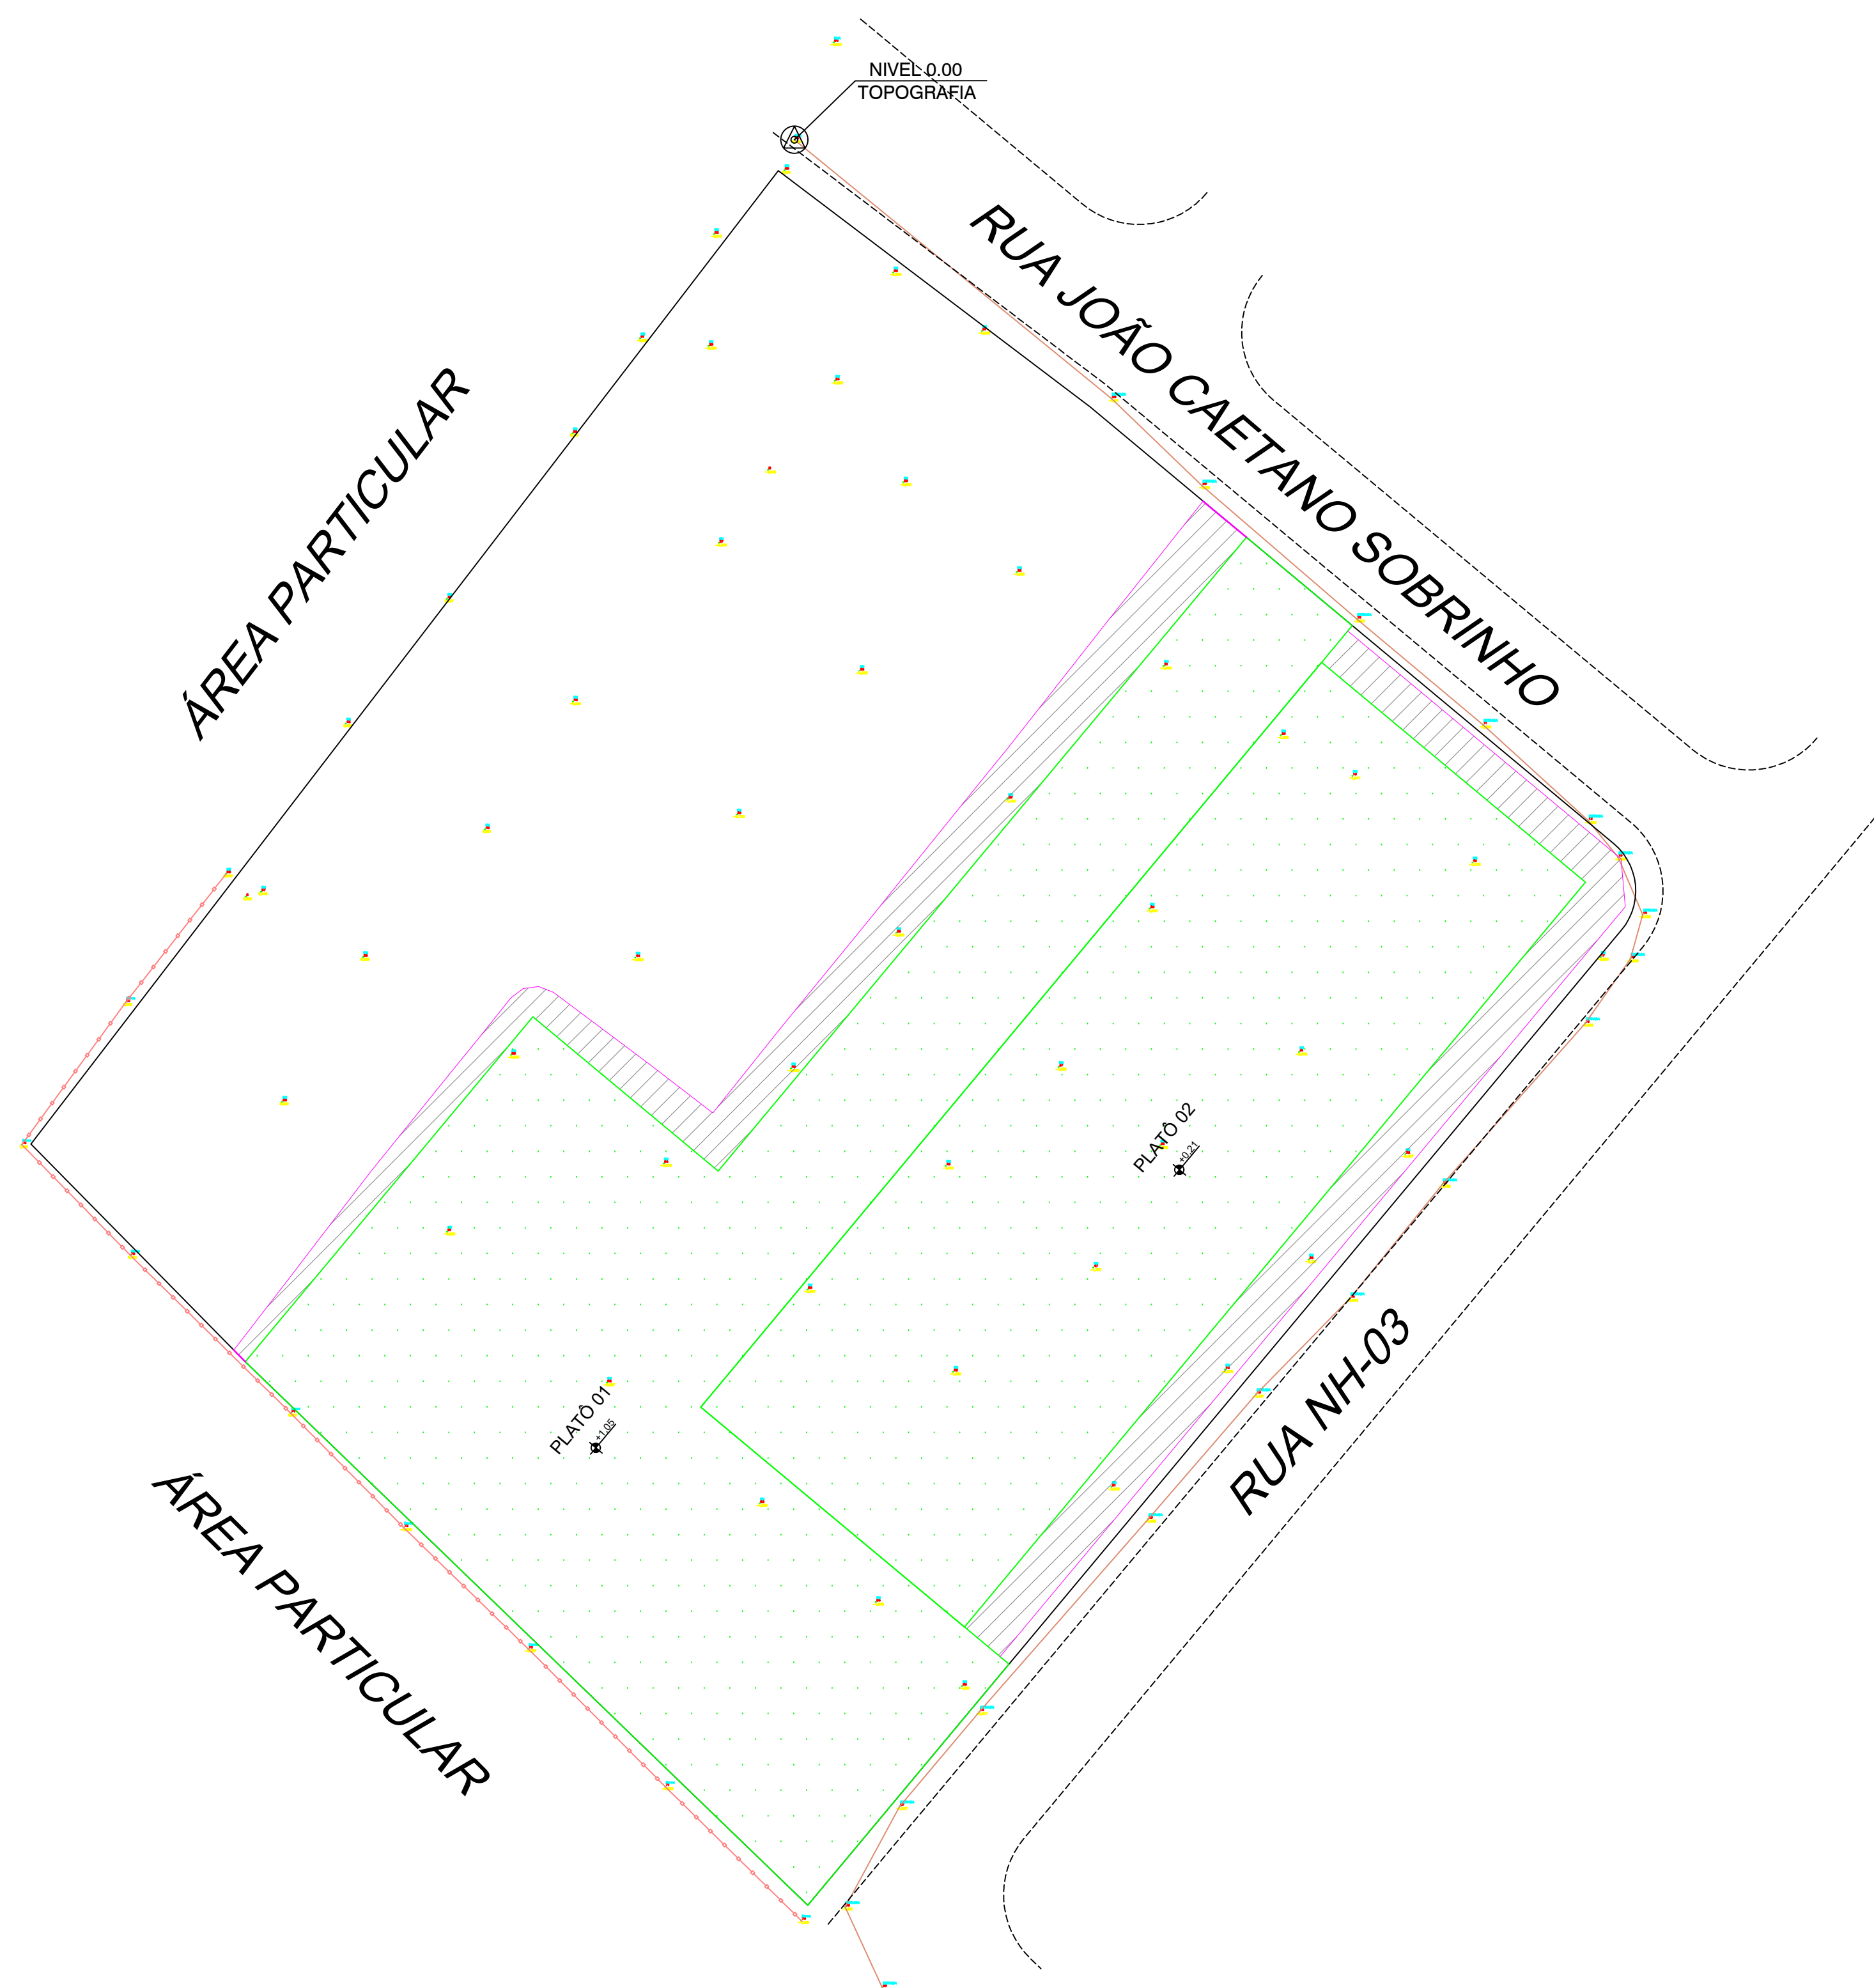 NIVEL 0.00
TOPOGRAFIA
RUA JOÃO CAETANO SOBRINHO
ÁREA PARTICULAR
PLATÔ 02
+0.21
RUA NH-03
PLATÔ 01
+1.05
ÁREA PARTICULAR